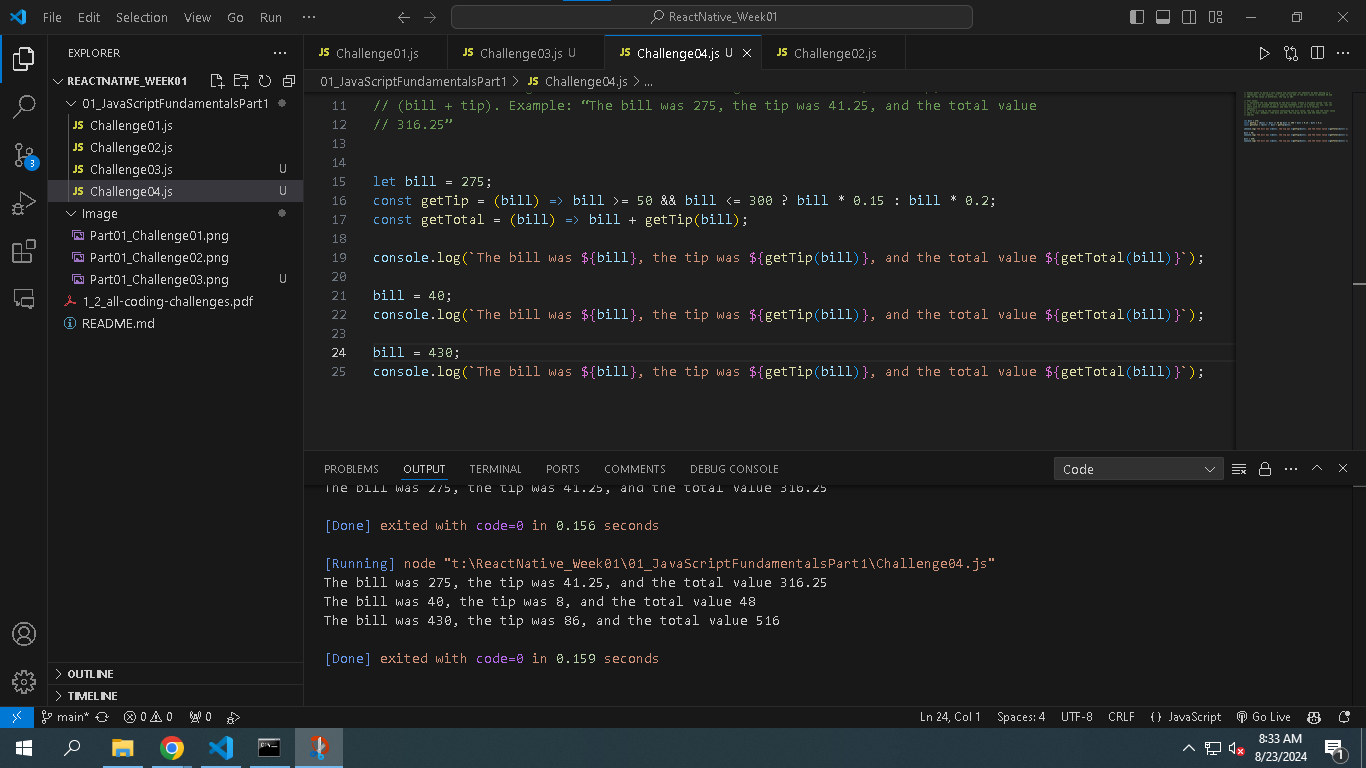 File Edit Selection View Go Run ··· ReactNative_Week01
EXPLORER ···
REACTNATIVE_WEEK01
01_JavaScriptFundamentalsPart1
JS Challenge01.js
JS Challenge02.js
JS Challenge03.js U
JS Challenge04.js U
Image
Part01_Challenge01.png
Part01_Challenge02.png
Part01_Challenge03.png U
1_2_all-coding-challenges.pdf
README.md
OUTLINE
TIMELINE
3
JS Challenge01.js JS Challenge03.js U JS Challenge04.js U JS Challenge02.js
01_JavaScriptFundamentalsPart1 > JS Challenge04.js > ...
11 // (bill + tip). Example: “The bill was 275, the tip was 41.25, and the total value
12 // 316.25”
13
14
15 let bill = 275;
16 const getTip = (bill) => bill >= 50 && bill <= 300 ? bill * 0.15 : bill * 0.2;
17 const getTotal = (bill) => bill + getTip(bill);
18
19 console.log(`The bill was ${bill}, the tip was ${getTip(bill)}, and the total value ${getTotal(bill)}`);
20
21 bill = 40;
22 console.log(`The bill was ${bill}, the tip was ${getTip(bill)}, and the total value ${getTotal(bill)}`);
23
24 bill = 430;
25 console.log(`The bill was ${bill}, the tip was ${getTip(bill)}, and the total value ${getTotal(bill)}`);
PROBLEMS OUTPUT TERMINAL PORTS COMMENTS DEBUG CONSOLE Code
The bill was 275, the tip was 41.25, and the total value 316.25
[Done] exited with code=0 in 0.156 seconds
[Running] node "t:\ReactNative_Week01\01_JavaScriptFundamentalsPart1\Challenge04.js"
The bill was 275, the tip was 41.25, and the total value 316.25
The bill was 40, the tip was 8, and the total value 48
The bill was 430, the tip was 86, and the total value 516
[Done] exited with code=0 in 0.159 seconds
main* 0 0 0 Ln 24, Col 1 Spaces: 4 UTF-8 CRLF JavaScript Go Live
8:33 AM
8/23/2024
1